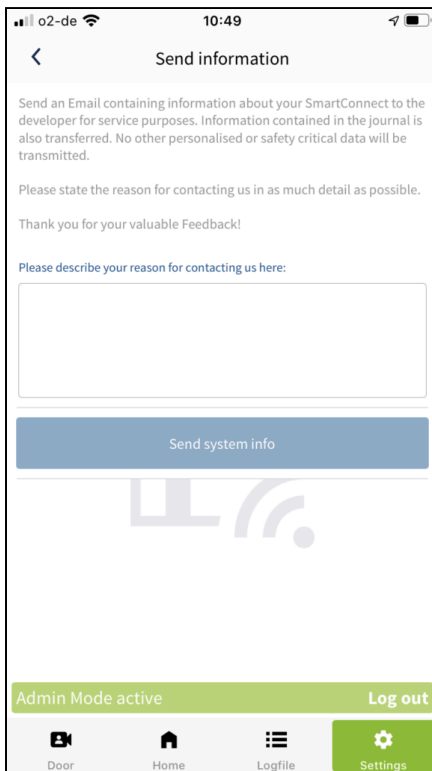 o2-de 10:49
Send information
Send an Email containing information about your SmartConnect to the
developer for service purposes. Information contained in the journal is
also transferred. No other personalised or safety critical data will be
transmitted.
Please state the reason for contacting us in as much detail as possible.
Thank you for your valuable Feedback!
Please describe your reason for contacting us here:
Send system info
Admin Mode active Log out
Door Home Logfile Settings